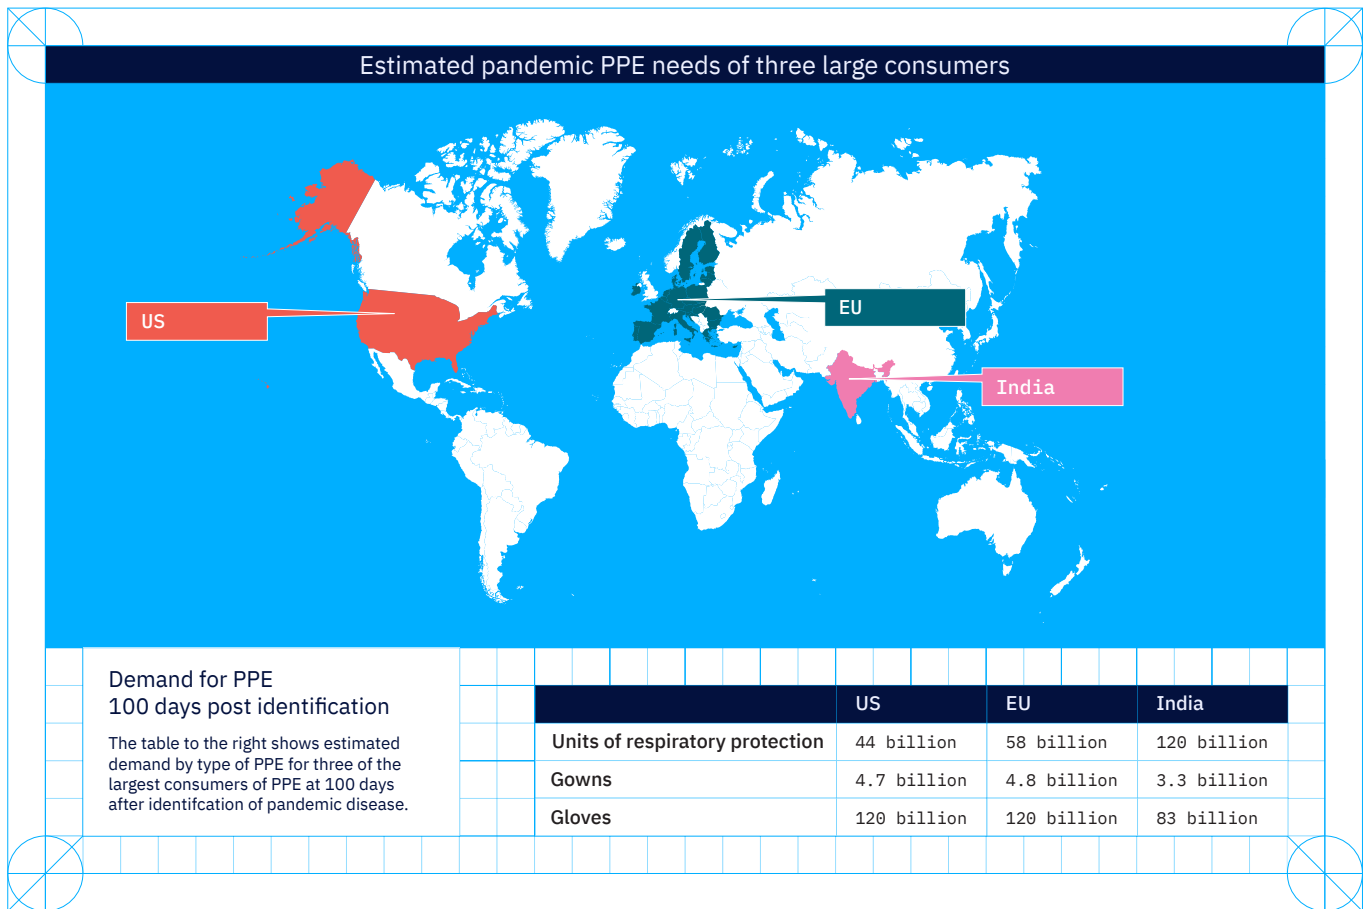 Estimated pandemic PPE needs of three large consumers
US
EU
India
Demand for PPE
100 days post identification
The table to the right shows estimated
demand by type of PPE for three of the
largest consumers of PPE at 100 days
after identifcation of pandemic disease.
US EU India
Units of respiratory protection 44 billion 58 billion 120 billion
Gowns 4.7 billion 4.8 billion 3.3 billion
Gloves 120 billion 120 billion 83 billion